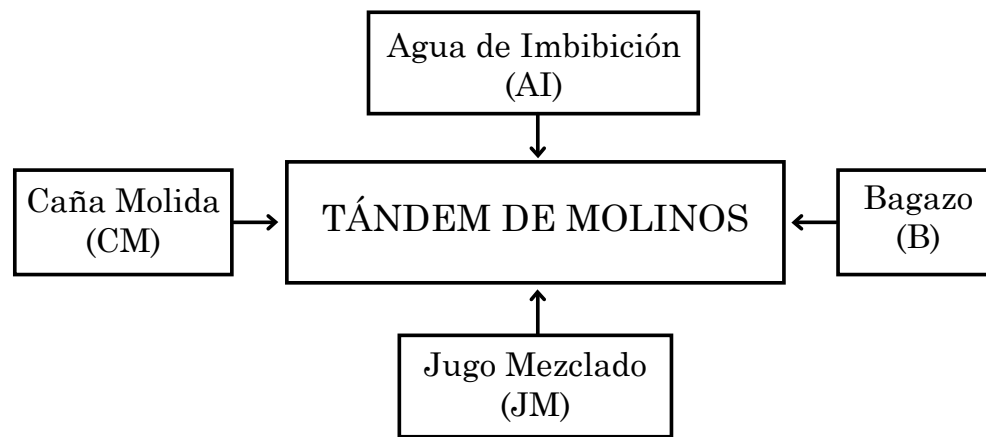 Agua de Imbibición
(AI)
Caña Molida
(CM)
TÁNDEM DE MOLINOS
Bagazo
(B)
Jugo Mezclado
(JM)